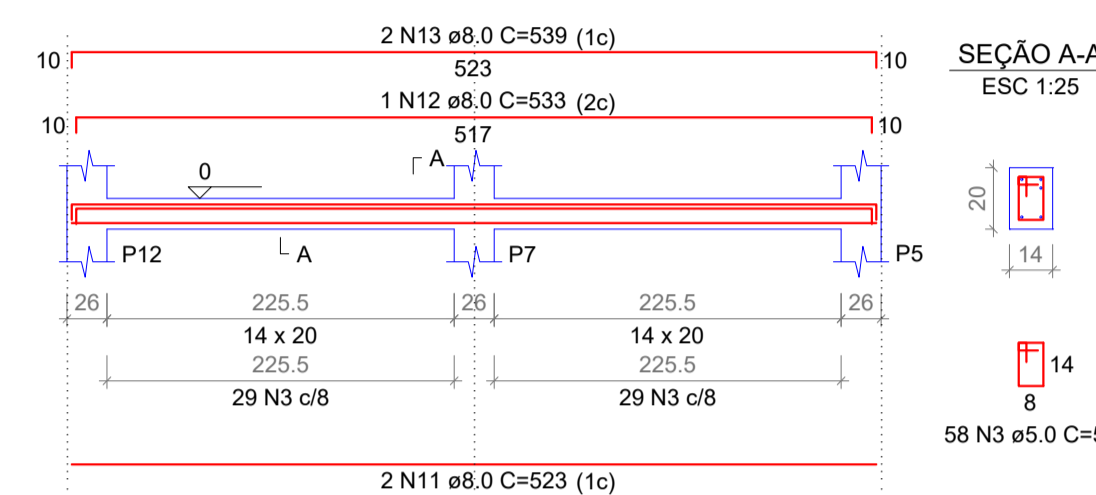 2 N13 ø8.0 C=539 (1c)
10
10
523
1 N12 ø8.0 C=533 (2c)
10
10
517
A
0
A
P12
P7
P5
26
225.5
26
225.5
26
14 x 20
14 x 20
225.5
225.5
29 N3 c/8
29 N3 c/8
2 N11 ø8.0 C=523 (1c)
SEÇÃO A-A
ESC 1:25
20
14
14
8
58 N3 ø5.0 C=5